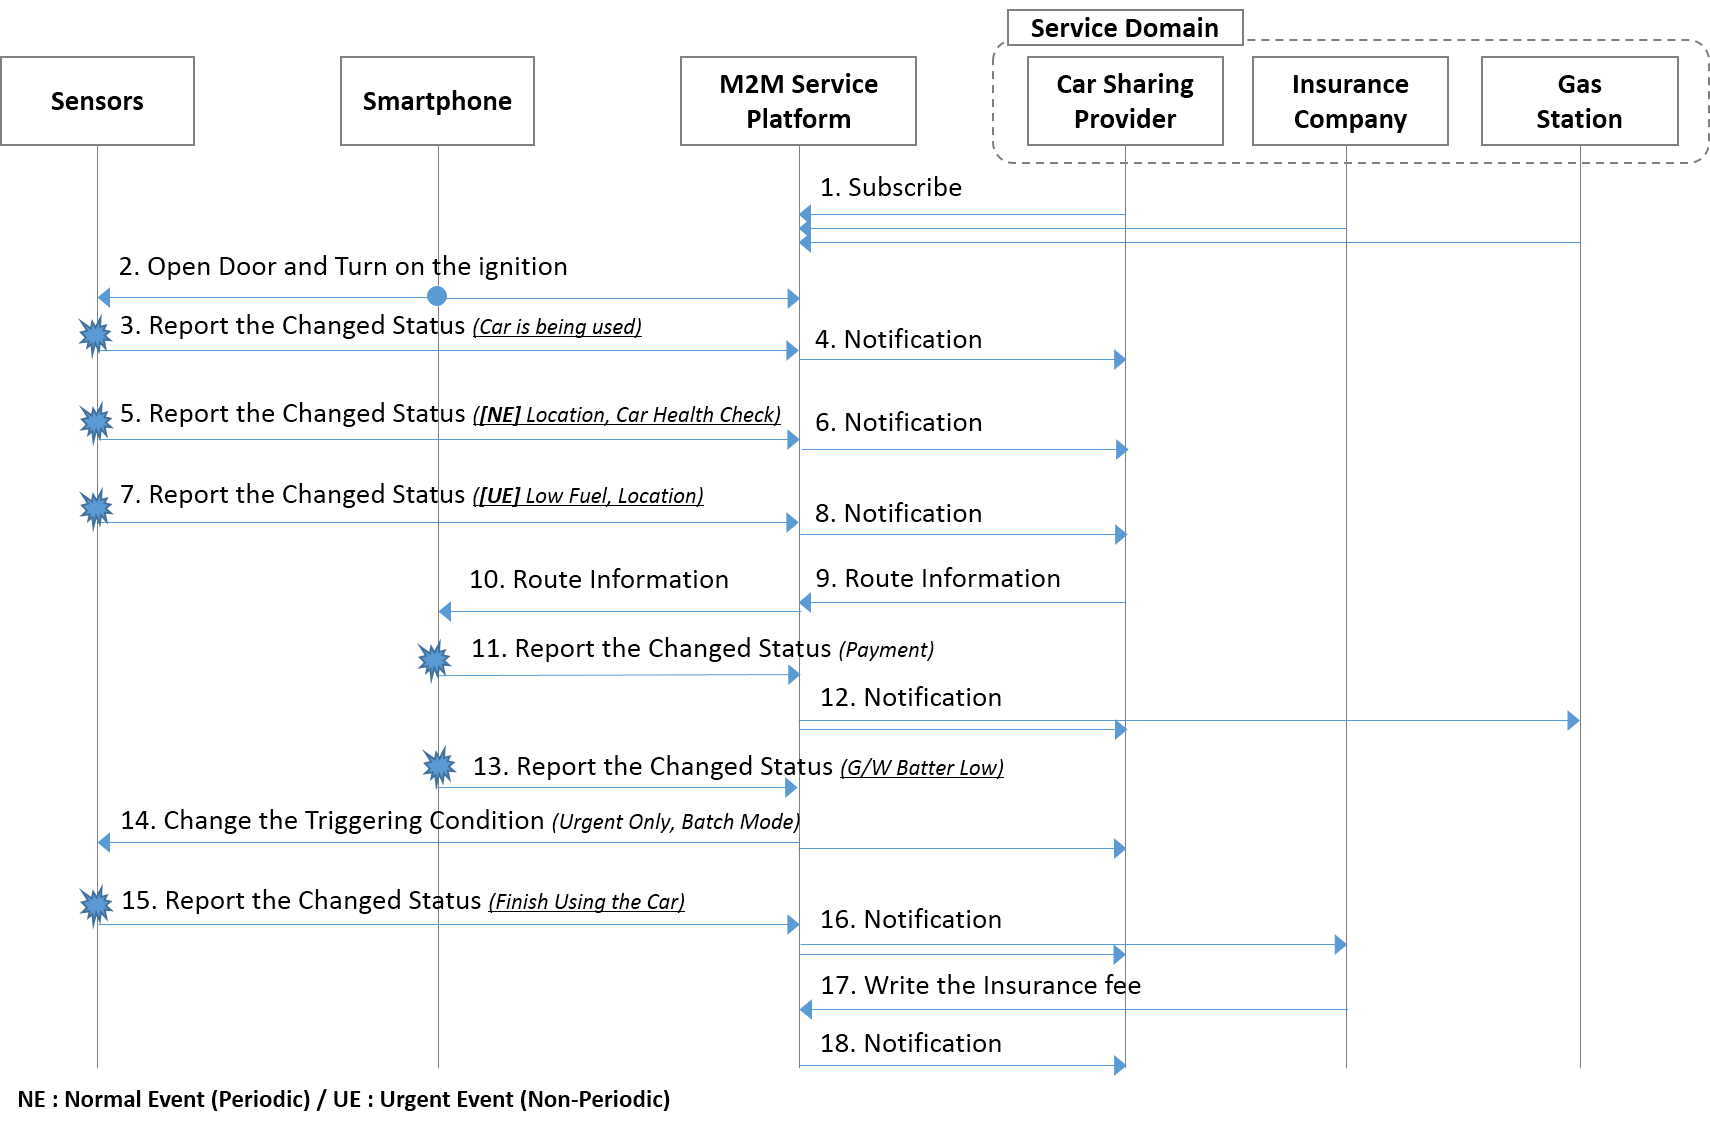 Service Domain
Sensors
Smartphone
M2M Service
Platform
Car Sharing
Provider
Insurance
Company
Gas
Station
1. Subscribe
2. Open Door and Turn on the ignition
3. Report the Changed Status (Car is being used)
4. Notification
5. Report the Changed Status ([NE] Location, Car Health Check)
6. Notification
7. Report the Changed Status ([UE] Low Fuel, Location)
8. Notification
9. Route Information
10. Route Information
11. Report the Changed Status (Payment)
12. Notification
13. Report the Changed Status (G/W Batter Low)
14. Change the Triggering Condition (Urgent Only, Batch Mode)
15. Report the Changed Status (Finish Using the Car)
16. Notification
17. Write the Insurance fee
18. Notification
NE : Normal Event (Periodic) / UE : Urgent Event (Non-Periodic)